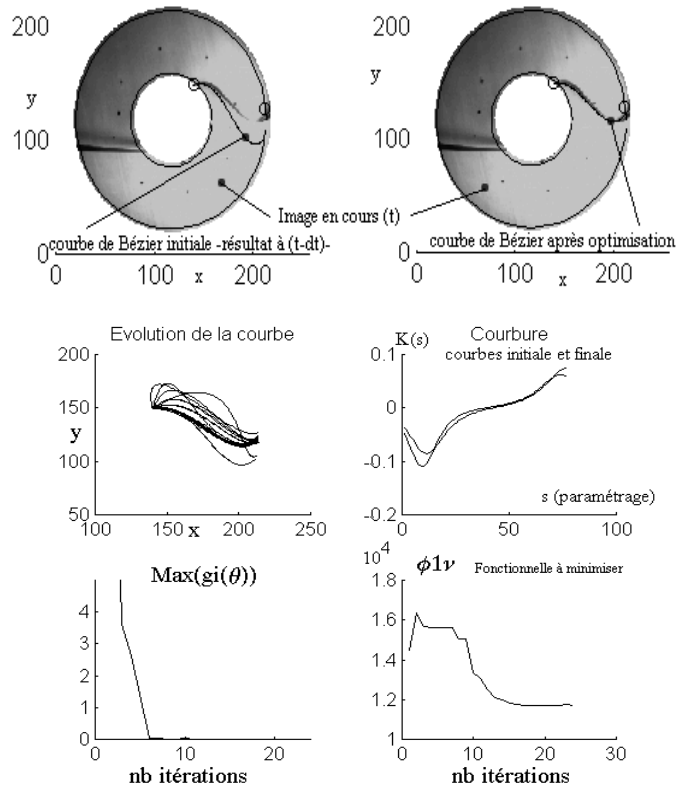 200
y
100
0
0 100 200
x
200
y
100
0
0 100 200
x
Image en cours (t)
courbe de Bézier initiale -résultat à (t-dt)-
courbe de Bézier après optimisation
Evolution de la courbe
200
150
y
100
50
100 150 200 250
x
K(s)
Courbure
courbes initiale et finale
0.1
0
-0.1
-0.2
0 50 100
s (paramétrage)
Max(gi(θ))
4
3
2
1
0
0 10 20
nb itérations
10^4
ϕ1ν
Fonctionnelle à minimiser
1.8
1.6
1.4
1.2
1
0 10 20 30
nb itérations